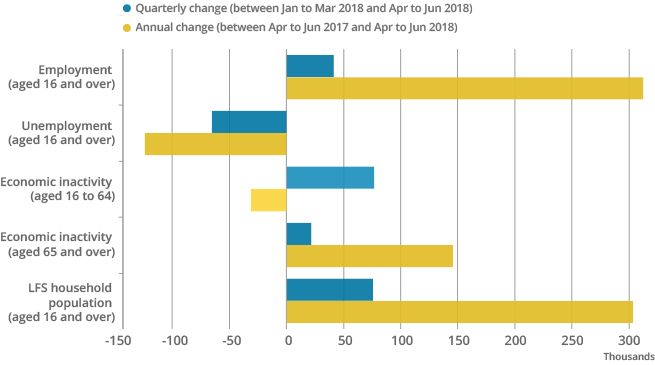 Quarterly change (between Jan to Mar 2018 and Apr to Jun 2018)
Annual change (between Apr to Jun 2017 and Apr to Jun 2018)
Employment
(aged 16 and over)
Unemployment
(aged 16 and over)
Economic inactivity
(aged 16 to 64)
Economic inactivity
(aged 65 and over)
LFS household
population
(aged 16 and over)
-150 -100 -50 0 50 100 150 200 250 300
Thousands